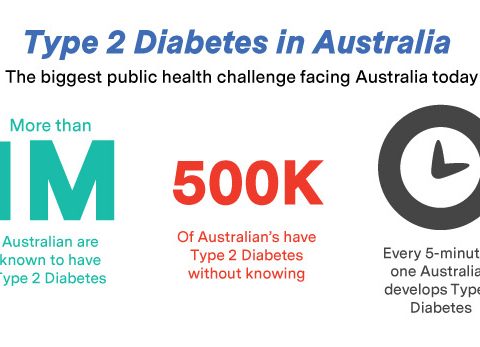 Type 2 Diabetes in Australia
The biggest public health challenge facing Australia today
More than
1M
Australian are
known to have
Type 2 Diabetes
500K
Of Australian's have
Type 2 Diabetes
without knowing
Every 5-minut
one Australia
develops Type
Diabetes